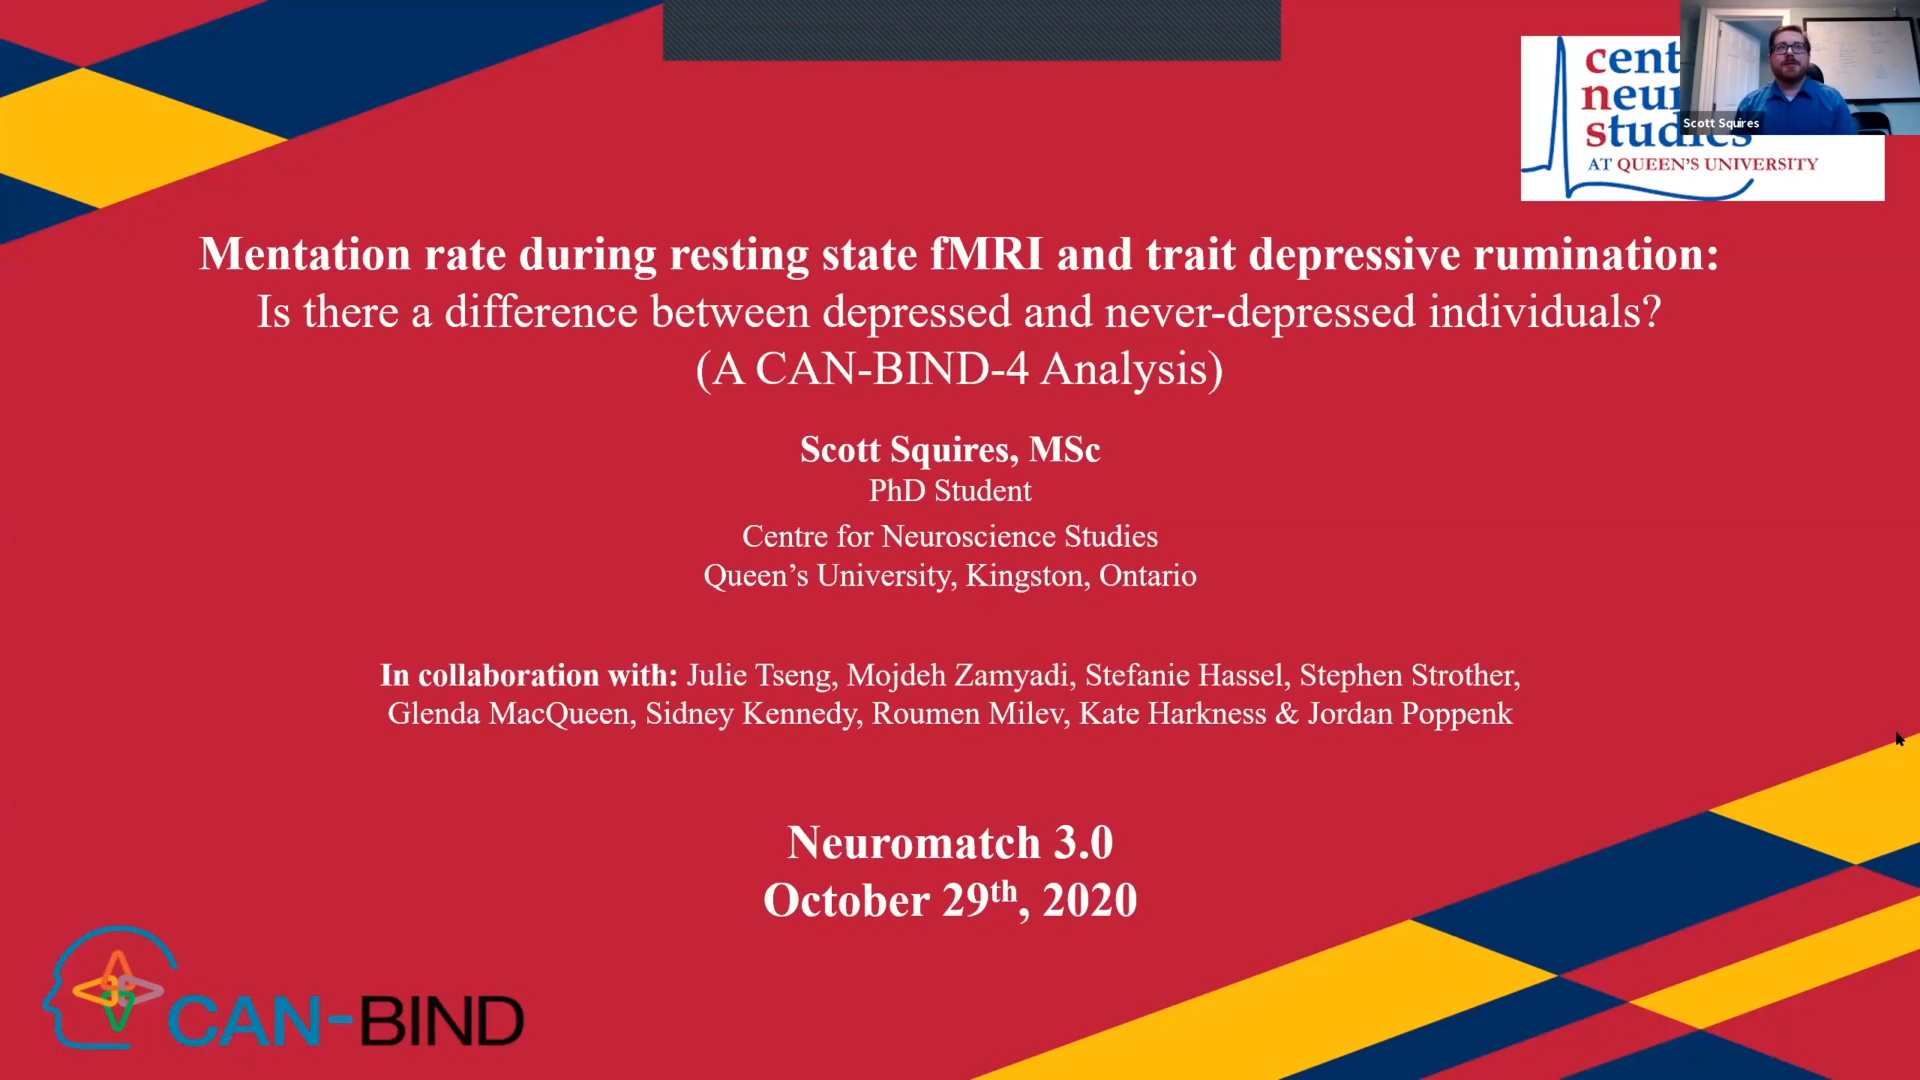 cent
neur
studies
AT QUEEN'S UNIVERSITY
Scott Squires
Mentation rate during resting state fMRI and trait depressive rumination:
Is there a difference between depressed and never-depressed individuals?
(A CAN-BIND-4 Analysis)
Scott Squires, MSc
PhD Student
Centre for Neuroscience Studies
Queen’s University, Kingston, Ontario
In collaboration with: Julie Tseng, Mojdeh Zamyadi, Stefanie Hassel, Stephen Strother,
Glenda MacQueen, Sidney Kennedy, Roumen Milev, Kate Harkness & Jordan Poppenk
Neuromatch 3.0
October 29th, 2020
CAN-BIND